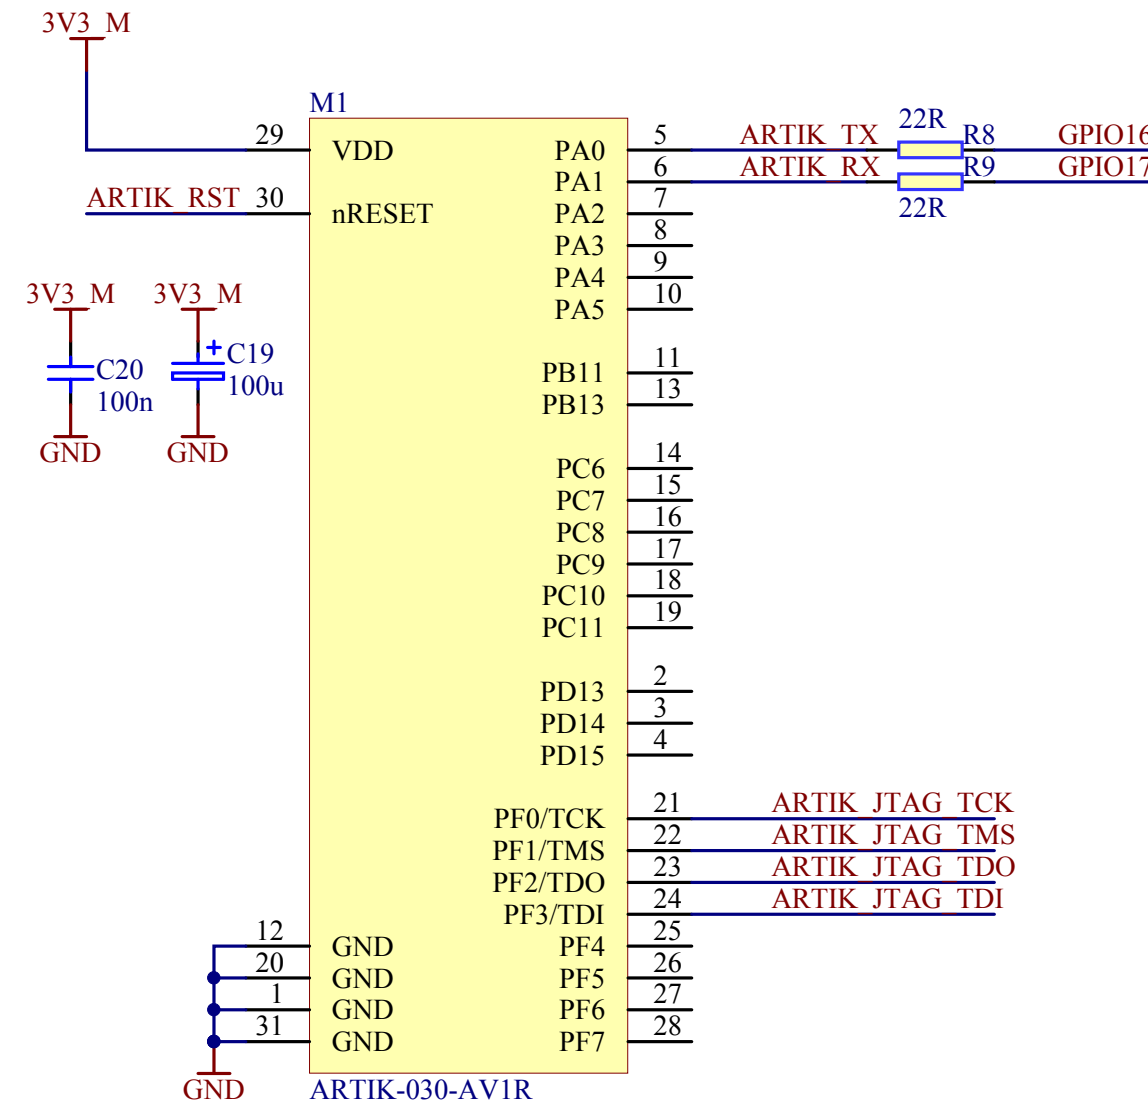 3V3_M
M1
29 VDD
ARTIK_RST 30 nRESET
3V3_M 3V3_M
C20
100n
C19
100u
GND GND
PA0 5 ARTIK_TX 22R R8 GPIO16
PA1 6 ARTIK_RX R9 GPIO17
22R
PA2 7
PA3 8
PA4 9
PA5 10
PB11 11
PB13 13
PC6 14
PC7 15
PC8 16
PC9 17
PC10 18
PC11 19
PD13 2
PD14 3
PD15 4
PF0/TCK 21 ARTIK_JTAG_TCK
PF1/TMS 22 ARTIK_JTAG_TMS
PF2/TDO 23 ARTIK_JTAG_TDO
PF3/TDI 24 ARTIK_JTAG_TDI
12 GND PF4 25
20 GND PF5 26
1 GND PF6 27
31 GND PF7 28
GND ARTIK-030-AV1R